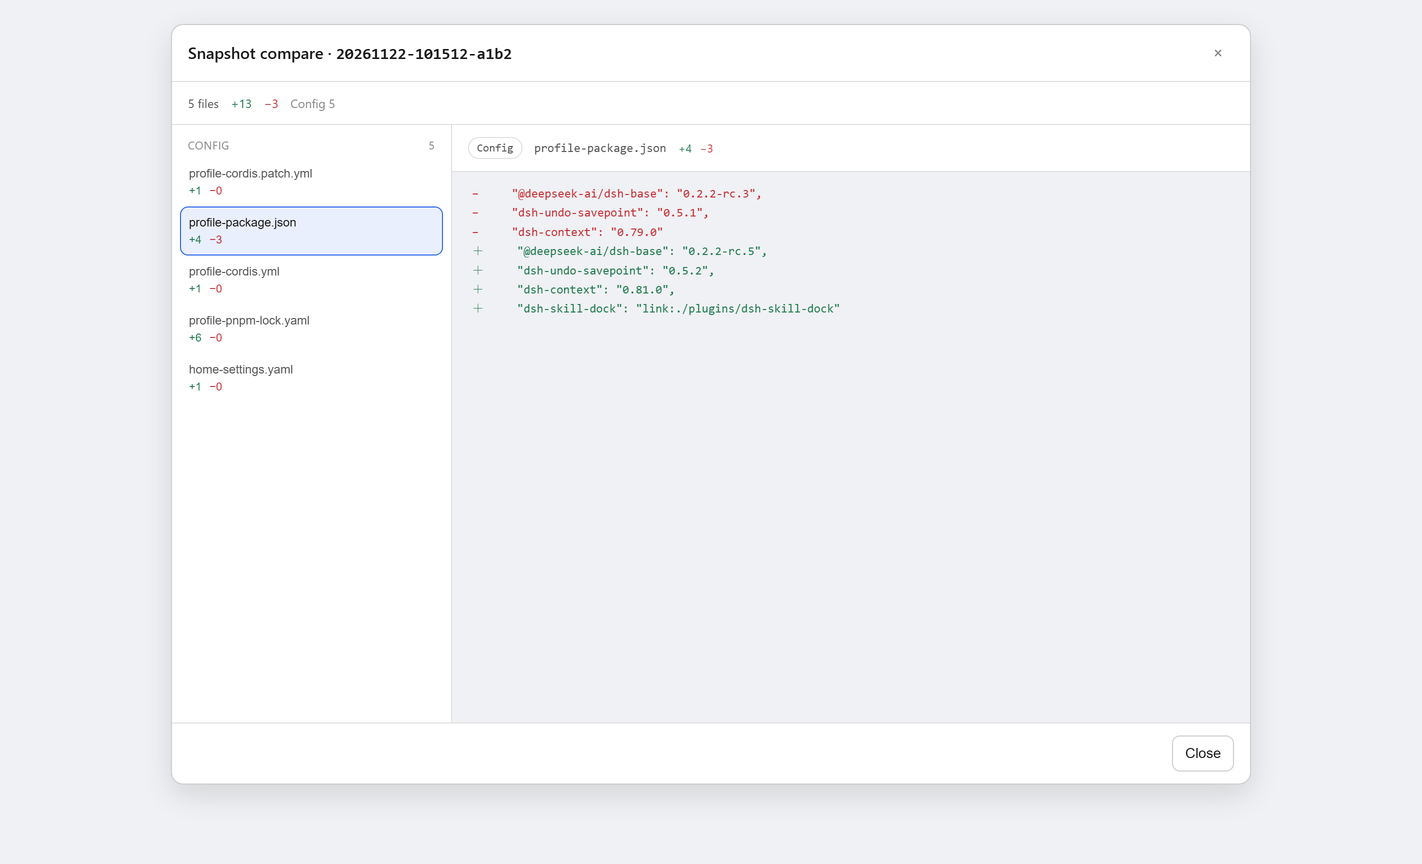 Snapshot compare · 20261122-101512-a1b2
×
5 files +13 −3 Config 5
CONFIG 5
profile-cordis.patch.yml
+1 −0
profile-package.json
+4 −3
profile-cordis.yml
+1 −0
profile-pnpm-lock.yaml
+6 −0
home-settings.yaml
+1 −0
Config profile-package.json +4 −3
− "@deepseek-ai/dsh-base": "0.2.2-rc.3",
− "dsh-undo-savepoint": "0.5.1",
− "dsh-context": "0.79.0"
+ "@deepseek-ai/dsh-base": "0.2.2-rc.5",
+ "dsh-undo-savepoint": "0.5.2",
+ "dsh-context": "0.81.0",
+ "dsh-skill-dock": "link:./plugins/dsh-skill-dock"
Close